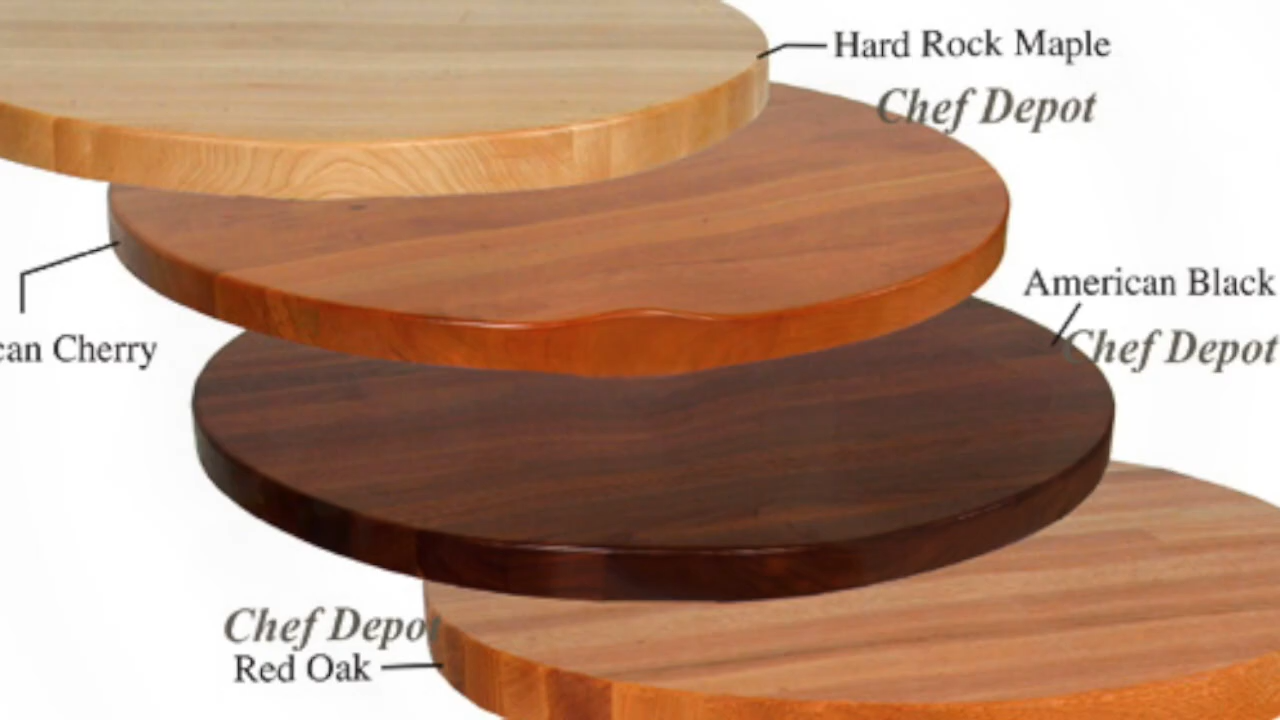 Hard Rock Maple
Chef Depot
American Black
Chef Depot
can Cherry
Chef Depot
Red Oak